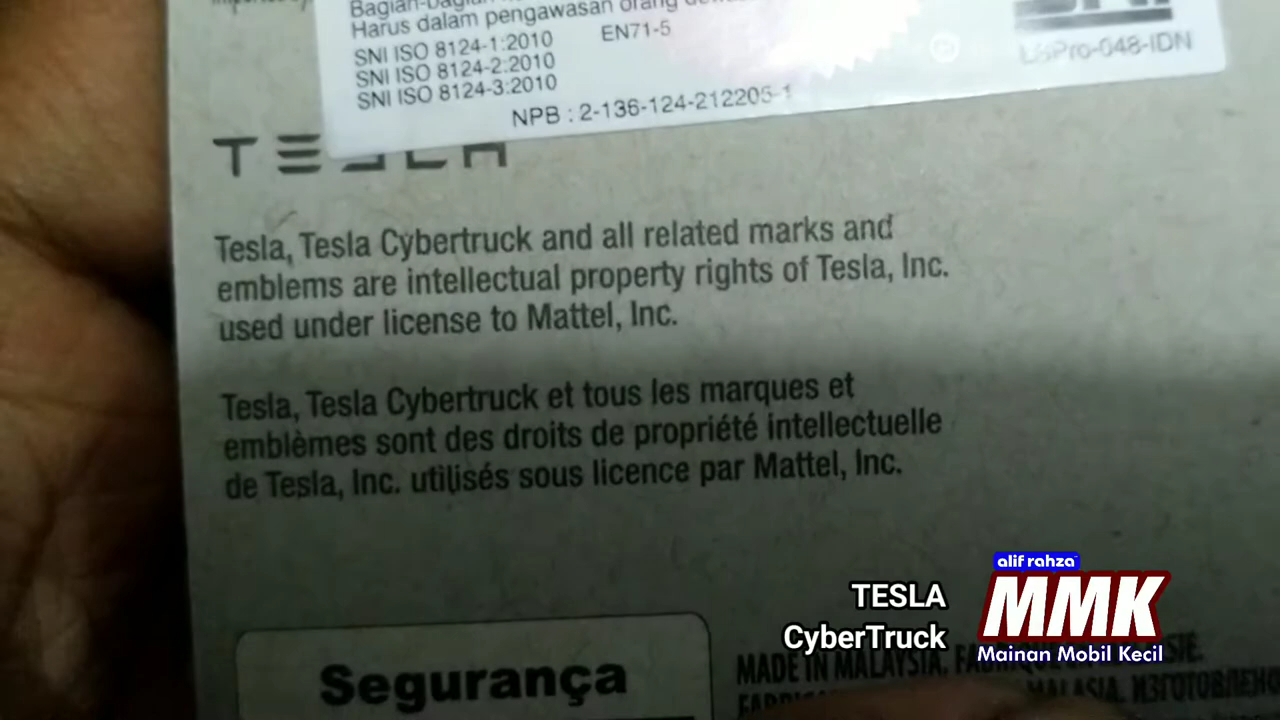 Harus dalam pengawasan orang
SNI ISO 8124-1:2010 EN71-5
SNI ISO 8124-2:2010
SNI ISO 8124-3:2010
NPB : 2-136-124-212205-1
LSPro-048-IDN
TESLA
Tesla, Tesla Cybertruck and all related marks and
emblems are intellectual property rights of Tesla, Inc.
used under license to Mattel, Inc.
Tesla, Tesla Cybertruck et tous les marques et
emblèmes sont des droits de propriété intellectuelle
de Tesla, Inc. utilisés sous licence par Mattel, Inc.
Segurança
MADE IN MALAYSIA.
TESLA
CyberTruck
alif rahza
MMK
Mainan Mobil Kecil